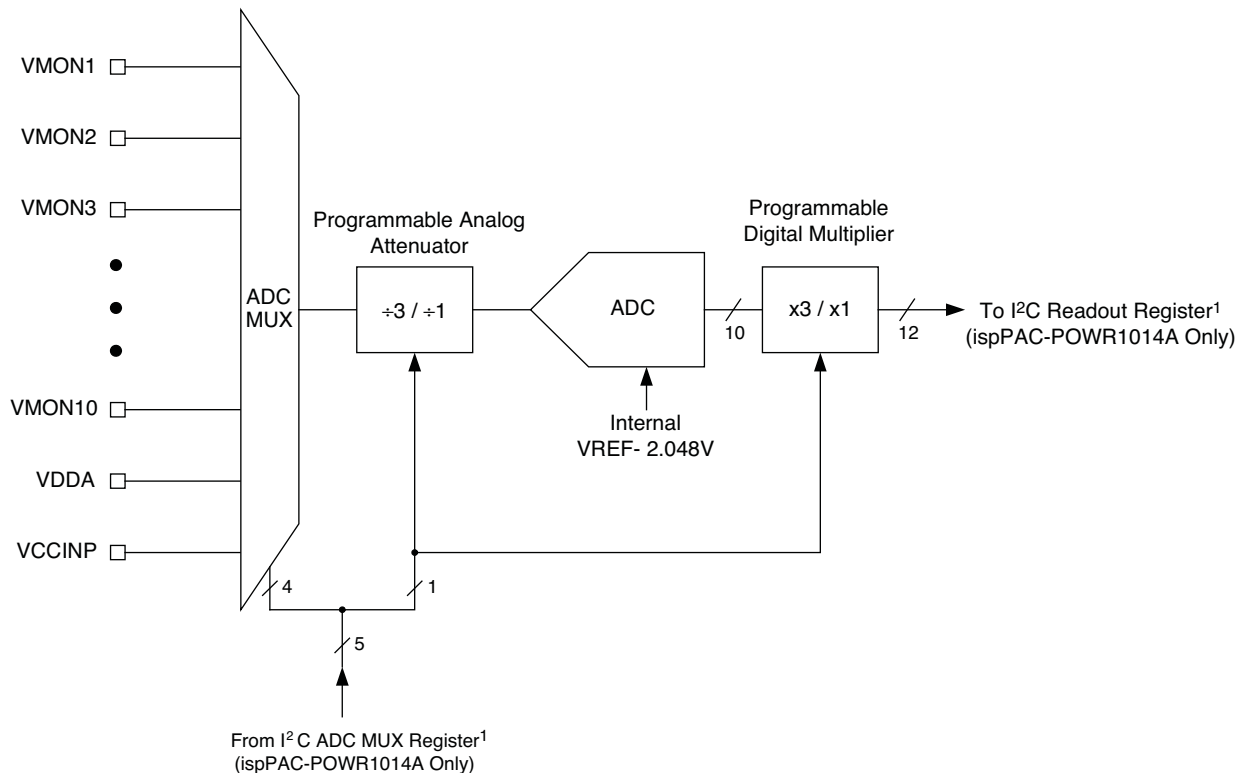 VMON1
VMON2
VMON3
VMON10
VDDA
VCCINP
ADC
MUX
Programmable Analog
Attenuator
÷3 / ÷1
ADC
10
Internal
VREF- 2.048V
Programmable
Digital Multiplier
x3 / x1
12
To I²C Readout Register¹
(ispPAC-POWR1014A Only)
4
1
5
From I² C ADC MUX Register¹
(ispPAC-POWR1014A Only)